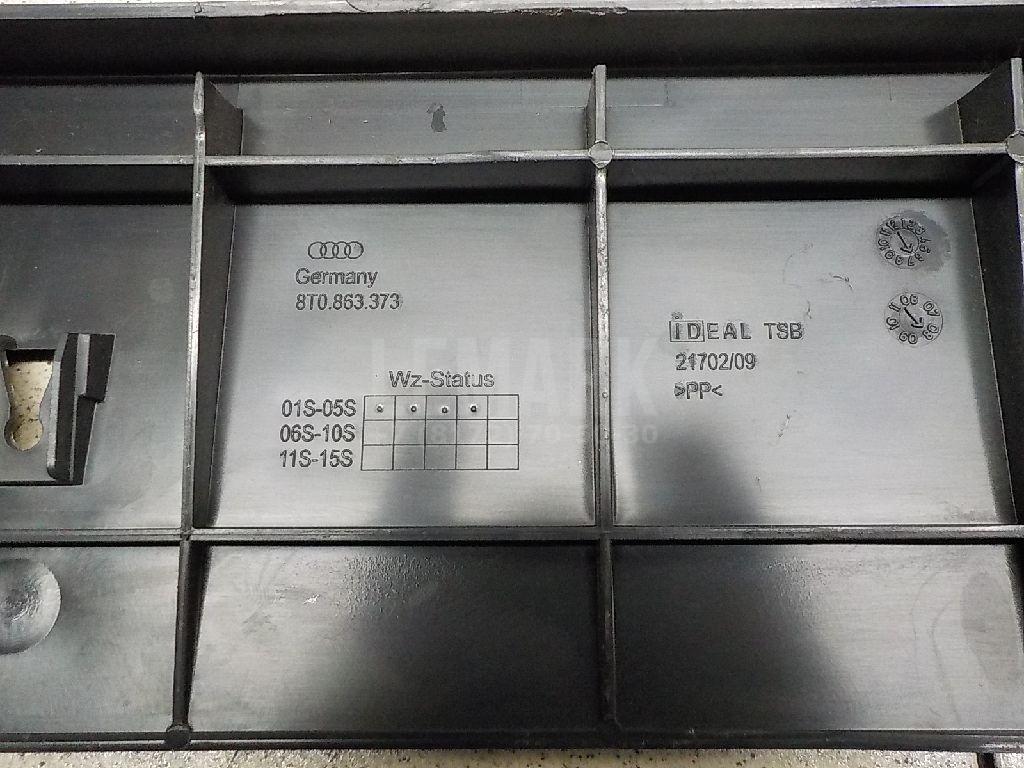 Germany
8T0.863.373
Wz-Status
01S-05S
06S-10S
11S-15S
iDEAL TSB
21702/09
>PP<